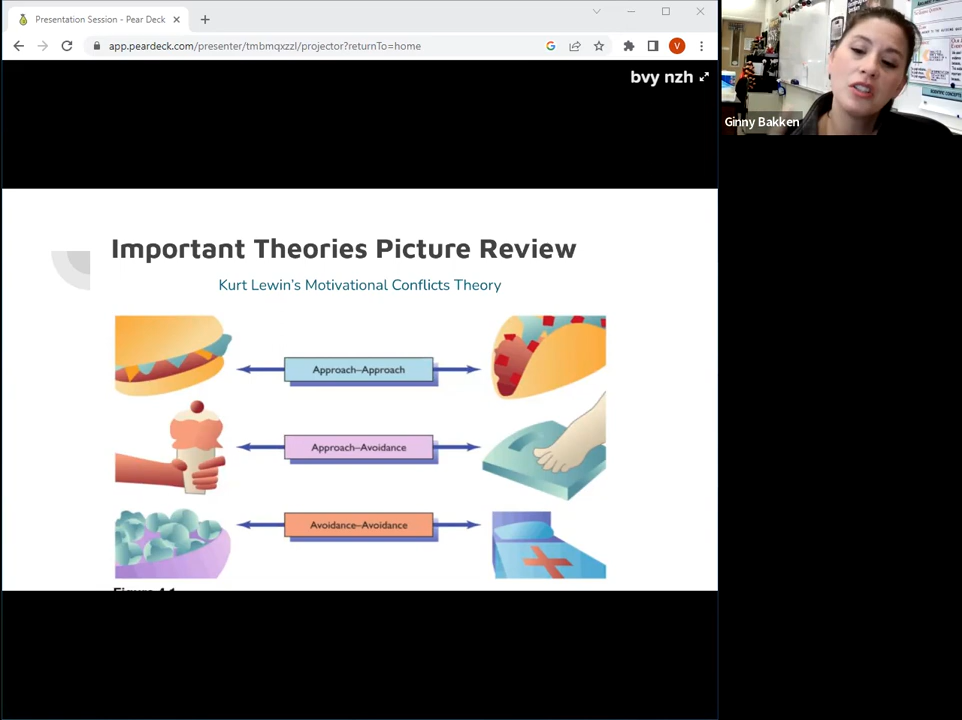 Presentation Session - Pear Deck
app.peardeck.com/presenter/tmbmqxzzl/projector?returnTo=home
V
bvy nzh
Ginny Bakken
Important Theories Picture Review
Kurt Lewin's Motivational Conflicts Theory
Approach–Approach
Approach–Avoidance
Avoidance–Avoidance